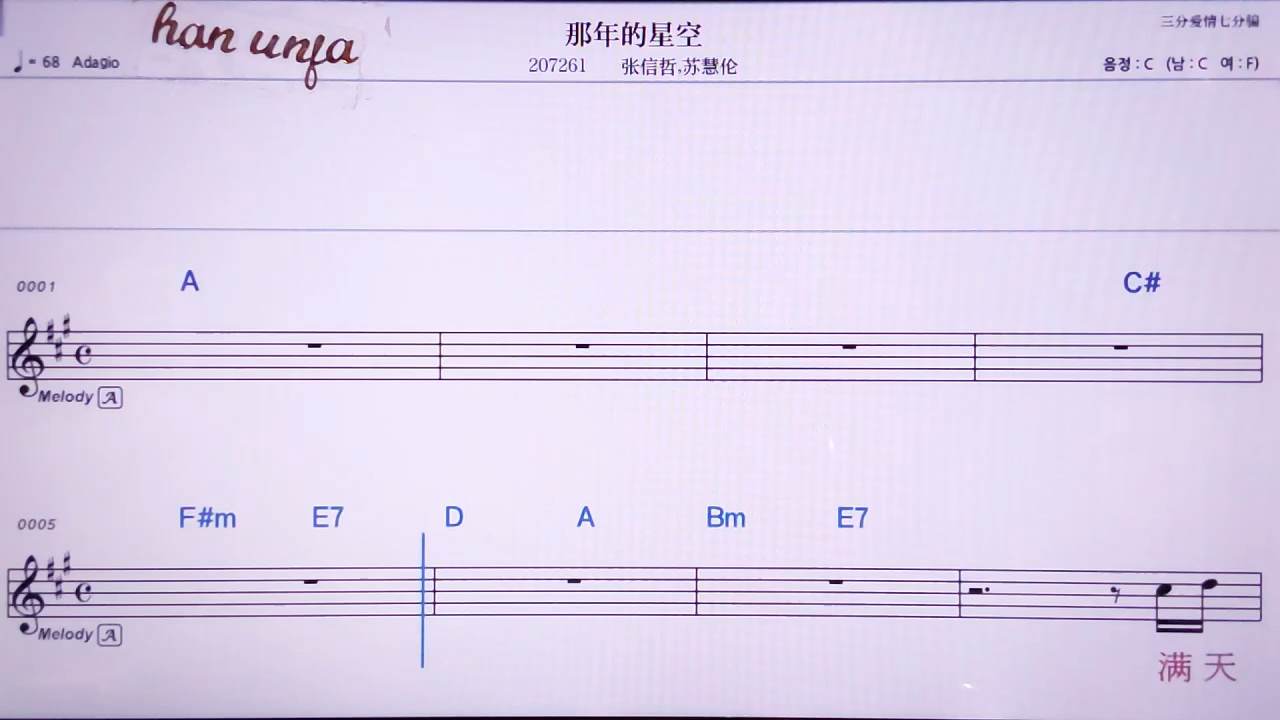 han unfa
那年的星空
三分爱情七分骗
♩= 68 Adagio
207261 张信哲,苏慧伦
음정 : C (남 : C 여 : F)
0001 A C#
Melody A
0005 F#m E7 D A Bm E7
Melody A
满 天